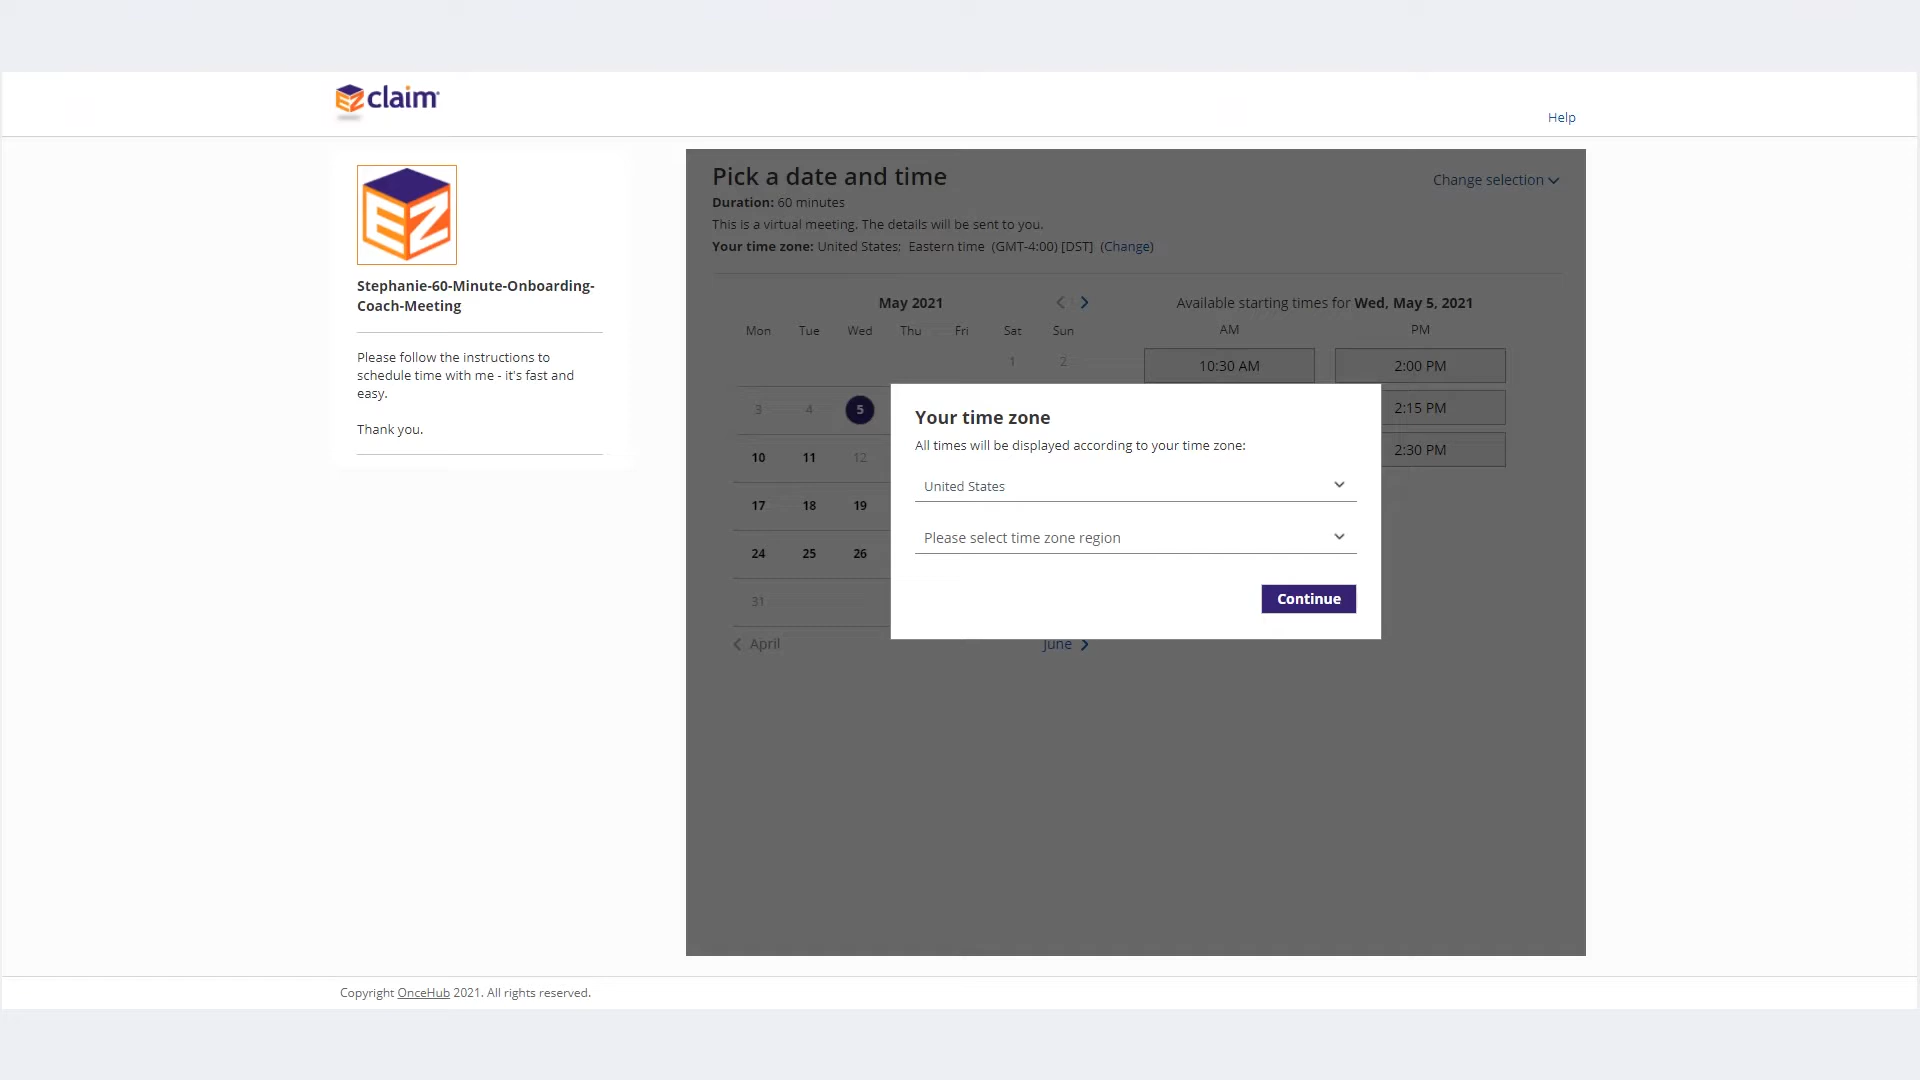 EZclaim
Help
EZ
Stephanie-60-Minute-Onboarding-
Coach-Meeting
Please follow the instructions to
schedule time with me - it's fast and
easy.
Thank you.
Pick a date and time
Change selection
Duration: 60 minutes
This is a virtual meeting. The details will be sent to you.
Your time zone: United States; Eastern time (GMT-4:00) [DST] (Change)
May 2021
Mon Tue Wed Thu Fri Sat Sun
1 2
3 4 5
10 11 12
17 18 19
24 25 26
31
April
June
Available starting times for Wed, May 5, 2021
AM PM
10:30 AM 2:00 PM
2:15 PM
2:30 PM
Your time zone
All times will be displayed according to your time zone:
United States
Please select time zone region
Continue
Copyright OnceHub 2021. All rights reserved.